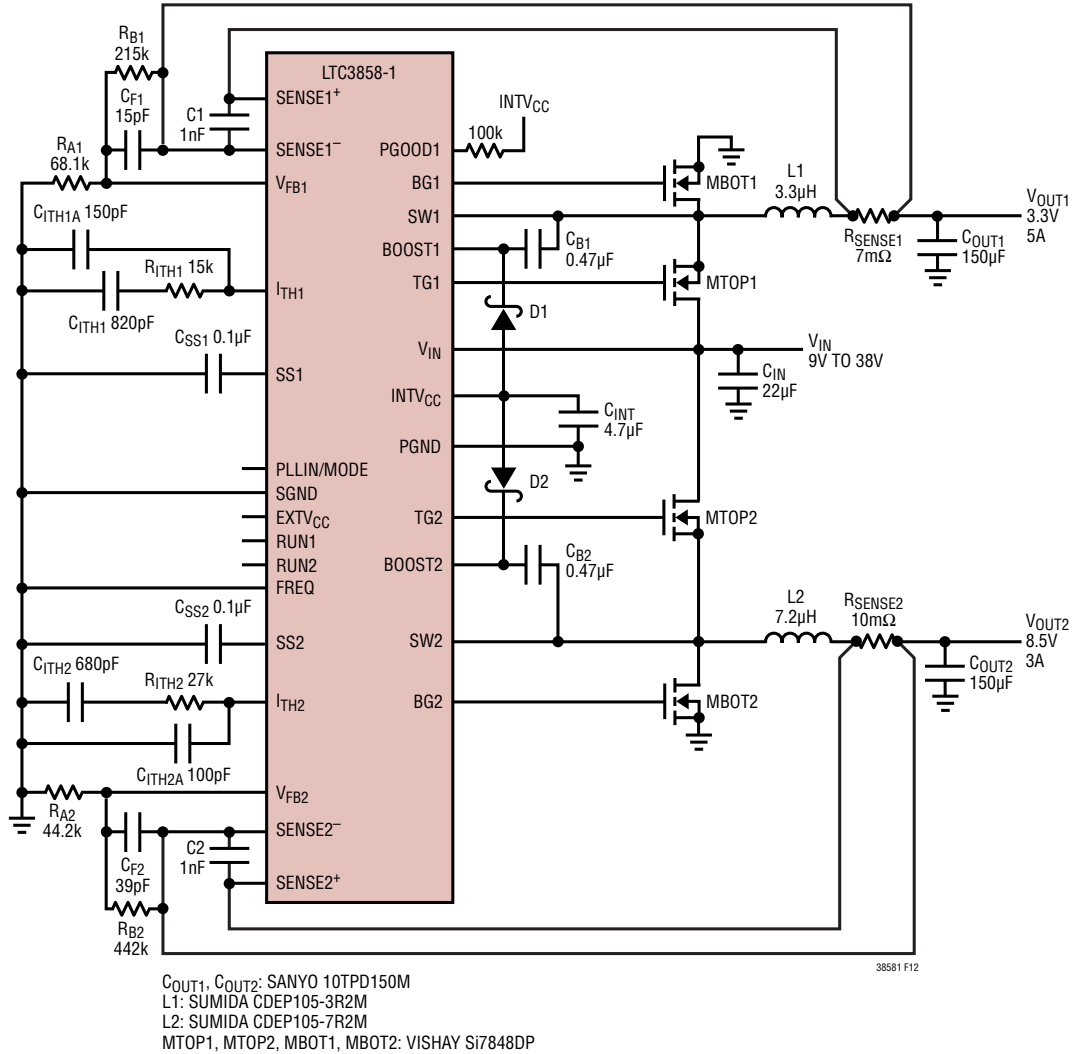 RB1
215k
CF1
15pF
C1
1nF
RA1
68.1k
CITH1A 150pF
RITH1 15k
CITH1 820pF
CSS1 0.1µF
CSS2 0.1µF
CITH2 680pF
RITH2 27k
CITH2A 100pF
RA2
44.2k
CF2
39pF
C2
1nF
RB2
442k
LTC3858-1
SENSE1+
SENSE1–
VFB1
ITH1
SS1
PLLIN/MODE
SGND
EXTVCC
RUN1
RUN2
FREQ
SS2
ITH2
VFB2
SENSE2–
SENSE2+
PGOOD1
BG1
SW1
BOOST1
TG1
VIN
INTVCC
PGND
TG2
BOOST2
SW2
BG2
INTVCC
100k
MBOT1
L1
3.3µH
CB1
0.47µF
MTOP1
D1
RSENSE1
7mΩ
COUT1
150µF
VOUT1
3.3V
5A
VIN
9V TO 38V
CIN
22µF
CINT
4.7µF
D2
MTOP2
CB2
0.47µF
L2
7.2µH
RSENSE2
10mΩ
VOUT2
8.5V
3A
COUT2
150µF
MBOT2
38581 F12
COUT1, COUT2: SANYO 10TPD150M
L1: SUMIDA CDEP105-3R2M
L2: SUMIDA CDEP105-7R2M
MTOP1, MTOP2, MBOT1, MBOT2: VISHAY Si7848DP